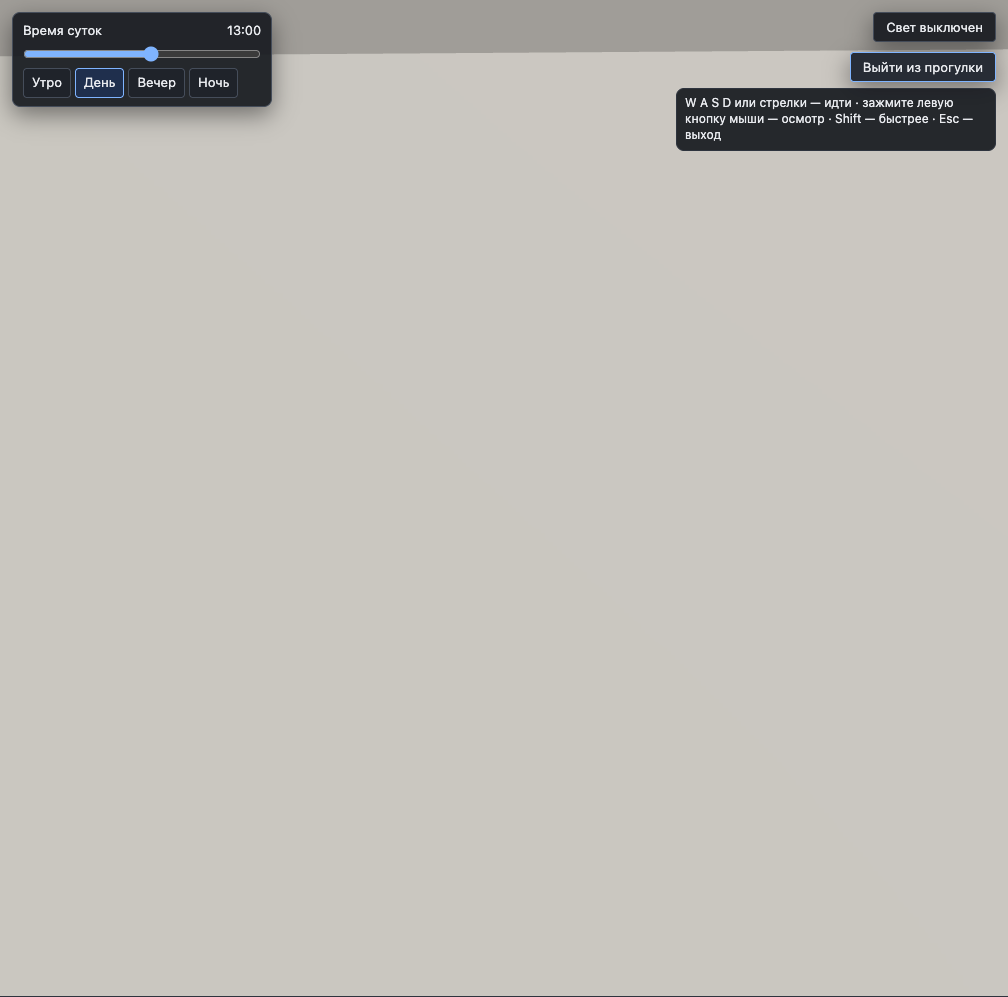 Время суток 13:00
Утро День Вечер Ночь
Свет выключен
Выйти из прогулки
W A S D или стрелки — идти · зажмите левую
кнопку мыши — осмотр · Shift — быстрее · Esc —
выход